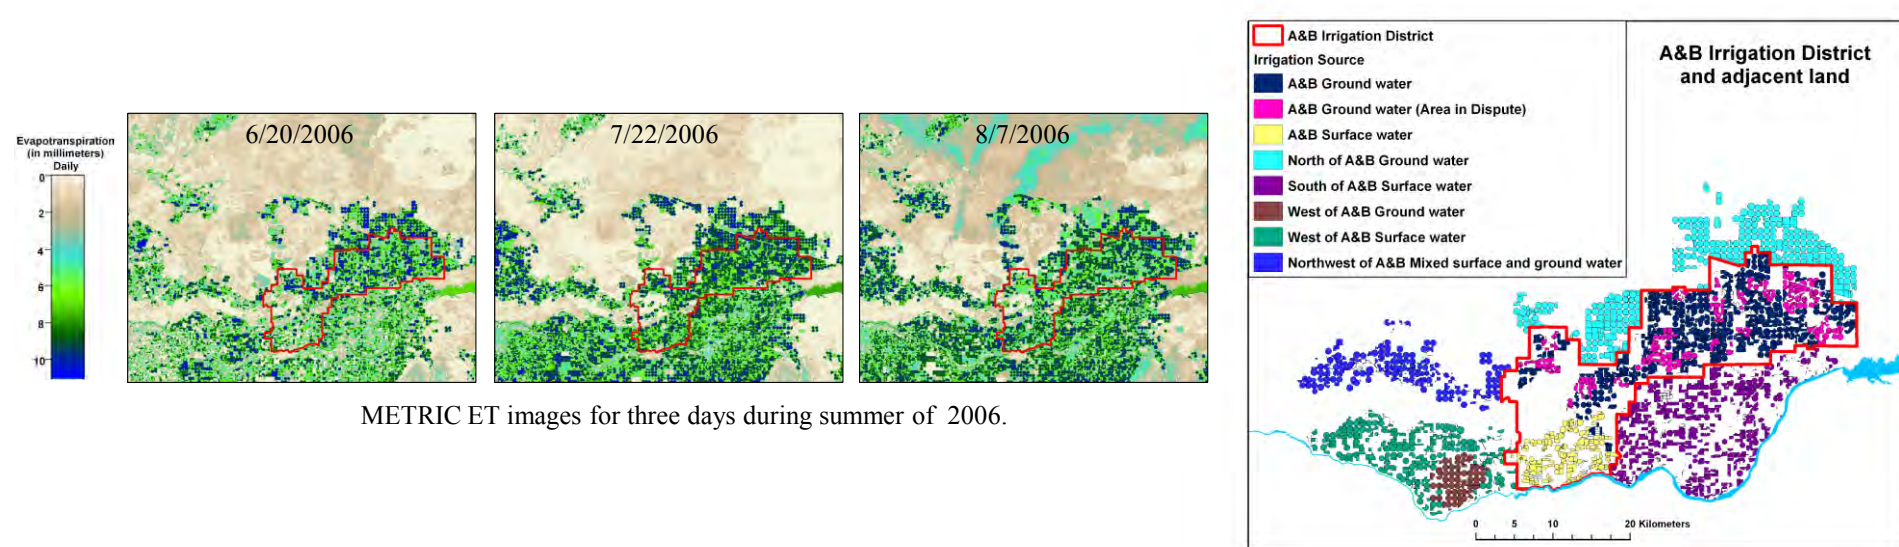 Evapotranspiration
(in millimeters)
Daily
0
2
4
6
8
10
6/20/2006
7/22/2006
8/7/2006
METRIC ET images for three days during summer of 2006.
A&B Irrigation District
Irrigation Source
A&B Ground water
A&B Ground water (Area in Dispute)
A&B Surface water
North of A&B Ground water
South of A&B Surface water
West of A&B Ground water
West of A&B Surface water
Northwest of A&B Mixed surface and ground water
A&B Irrigation District
and adjacent land
0 5 10 20 Kilometers